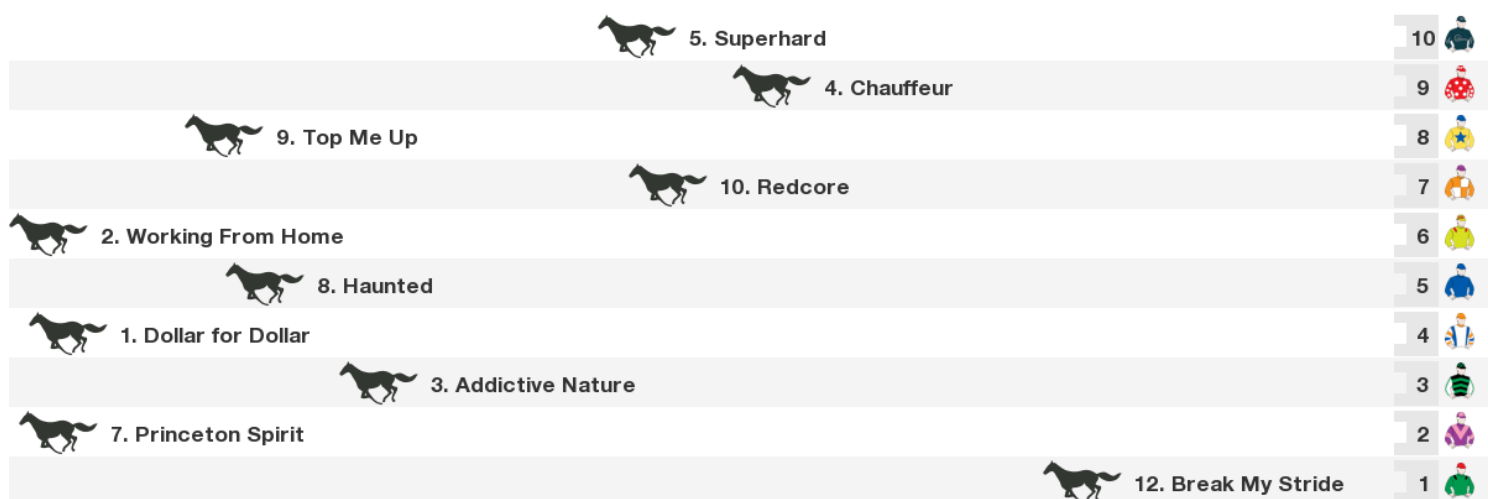 5. Superhard 10
4. Chauffeur 9
9. Top Me Up 8
10. Redcore 7
2. Working From Home 6
8. Haunted 5
1. Dollar for Dollar 4
3. Addictive Nature 3
7. Princeton Spirit 2
12. Break My Stride 1